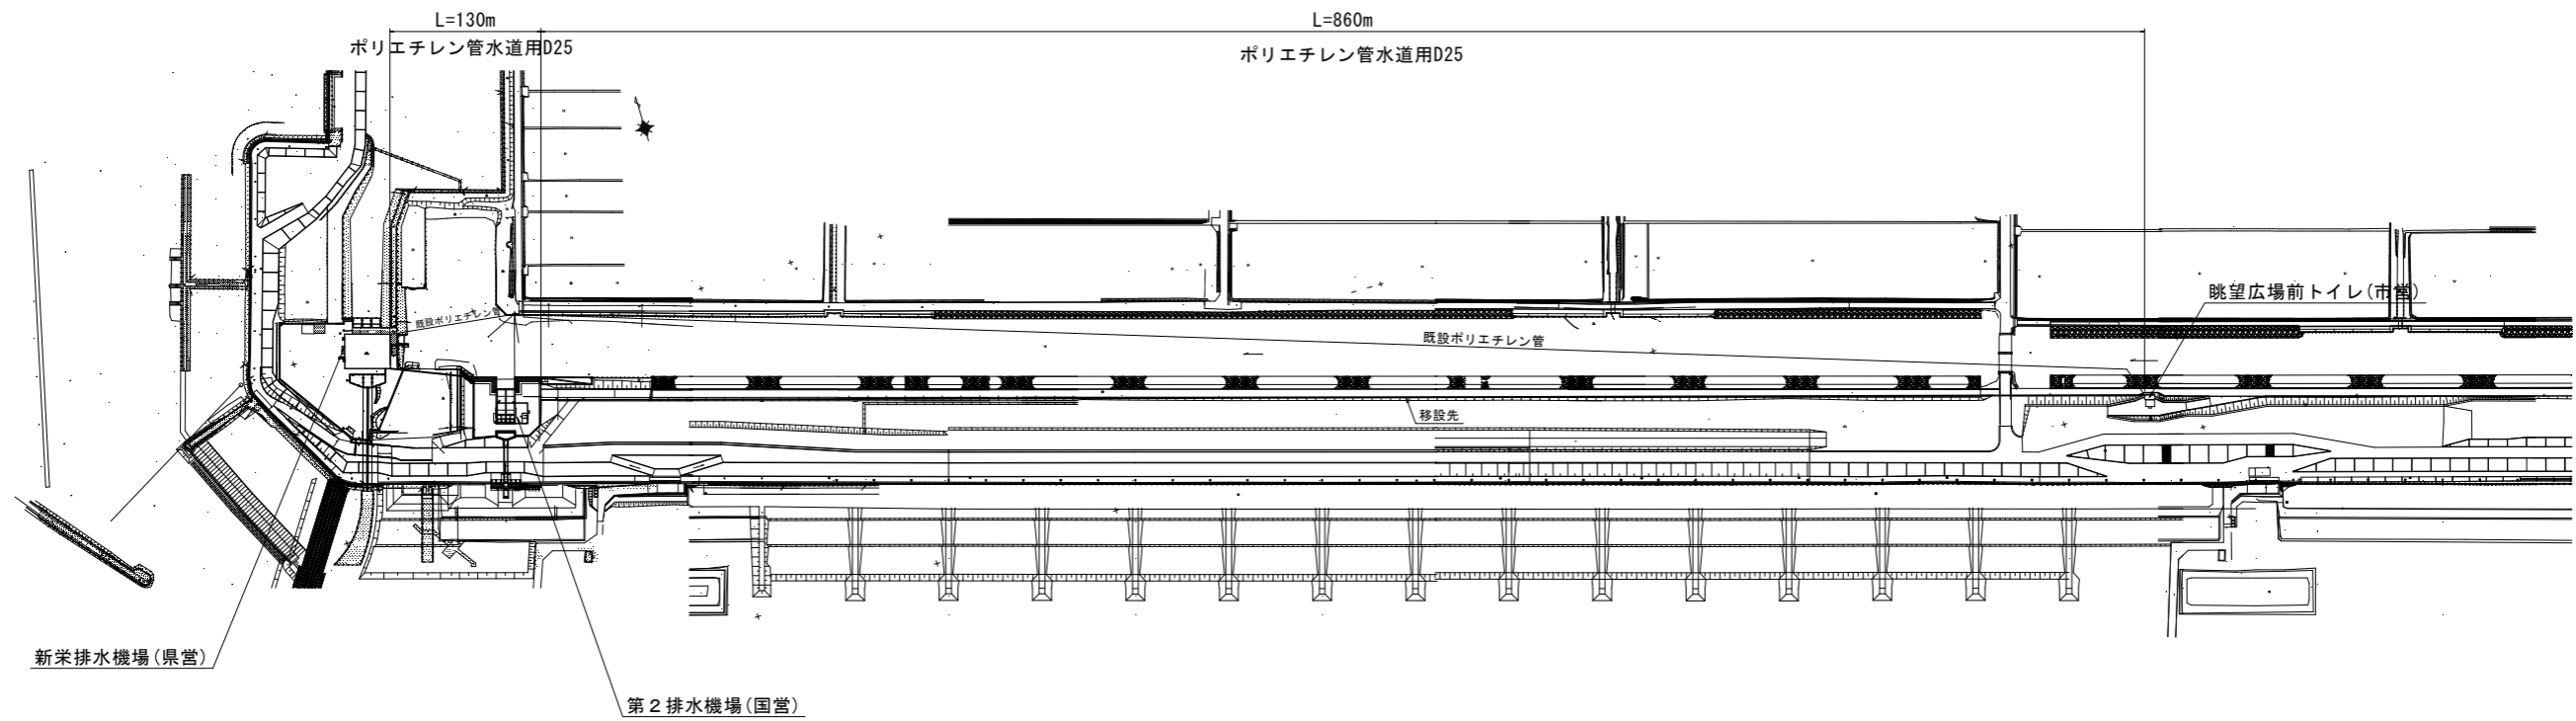 L=130m
L=860m
ポリエチレン管水道用D25
ポリエチレン管水道用D25
眺望広場前トイレ(市営)
既設ポリエチレン管
既設ポリエチレン管
移設先
新栄排水機場(県営)
第2排水機場(国営)